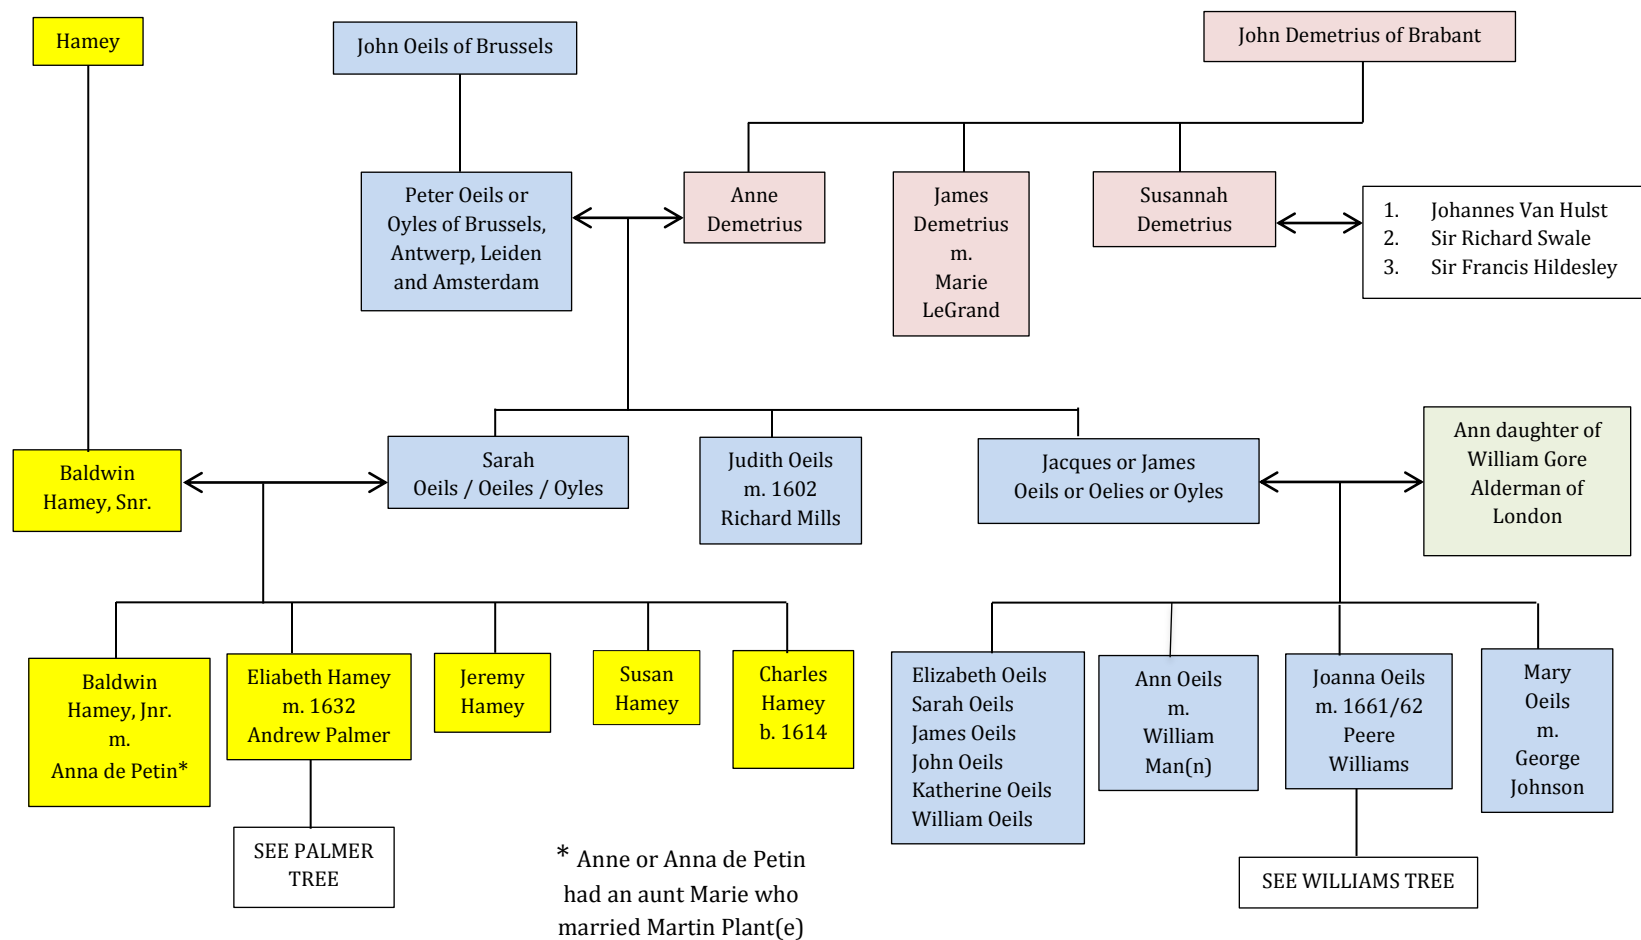 Hamey
John Oeils of Brussels
John Demetrius of Brabant
Peter Oeils or
Oyles of Brussels,
Antwerp, Leiden
and Amsterdam
Anne
Demetrius
James
Demetrius
m.
Marie
LeGrand
Susannah
Demetrius
1. Johannes Van Hulst
2. Sir Richard Swale
3. Sir Francis Hildesley
Baldwin
Hamey, Snr.
Sarah
Oeils / Oeiles / Oyles
Judith Oeils
m. 1602
Richard Mills
Jacques or James
Oeils or Oelies or Oyles
Ann daughter of
William Gore
Alderman of
London
Baldwin
Hamey, Jnr.
m.
Anna de Petin*
Eliabeth Hamey
m. 1632
Andrew Palmer
Jeremy
Hamey
Susan
Hamey
Charles
Hamey
b. 1614
Elizabeth Oeils
Sarah Oeils
James Oeils
John Oeils
Katherine Oeils
William Oeils
Ann Oeils
m.
William
Man(n)
Joanna Oeils
m. 1661/62
Peere
Williams
Mary
Oeils
m.
George
Johnson
SEE PALMER
TREE
* Anne or Anna de Petin
had an aunt Marie who
married Martin Plant(e)
SEE WILLIAMS TREE